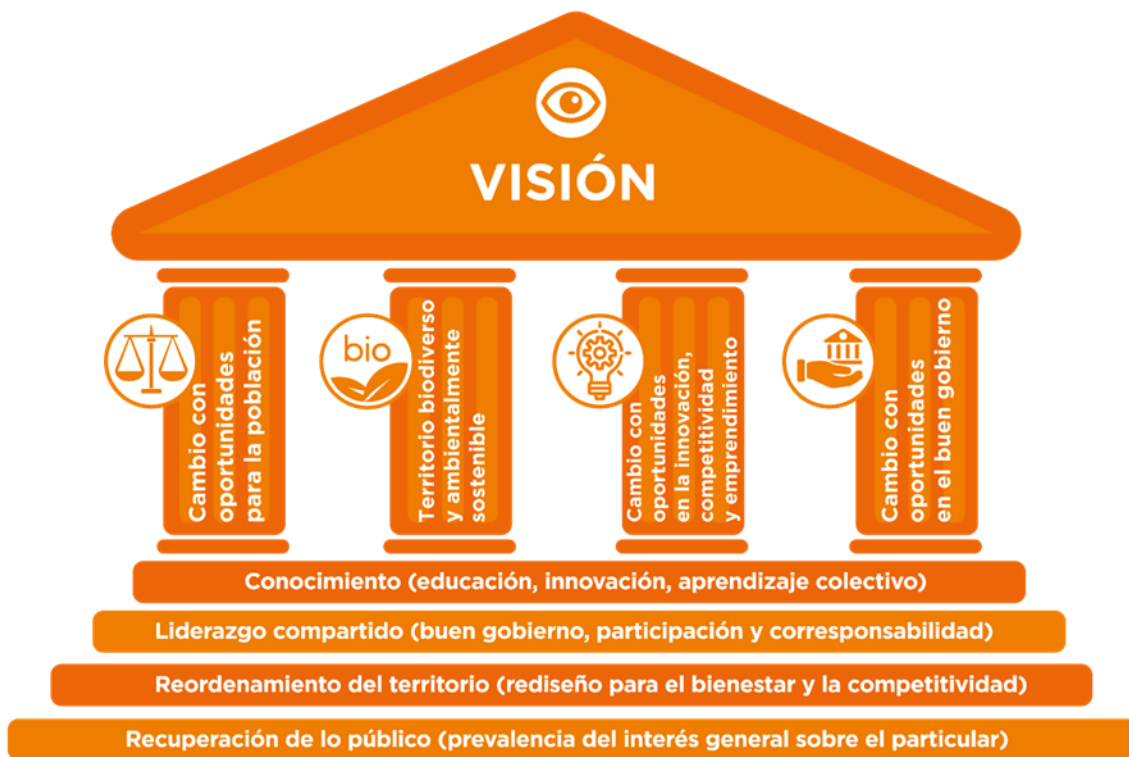 VISIÓN
Cambio con
oportunidades
para la población
bio
Territorio biodiverso
y ambientalmente
sostenible
Cambio con
oportunidades
en la innovación,
competitividad
y emprendimiento
Cambio con
oportunidades
en el buen gobierno
Conocimiento (educación, innovación, aprendizaje colectivo)
Liderazgo compartido (buen gobierno, participación y corresponsabilidad)
Reordenamiento del territorio (rediseño para el bienestar y la competitividad)
Recuperación de lo público (prevalencia del interés general sobre el particular)